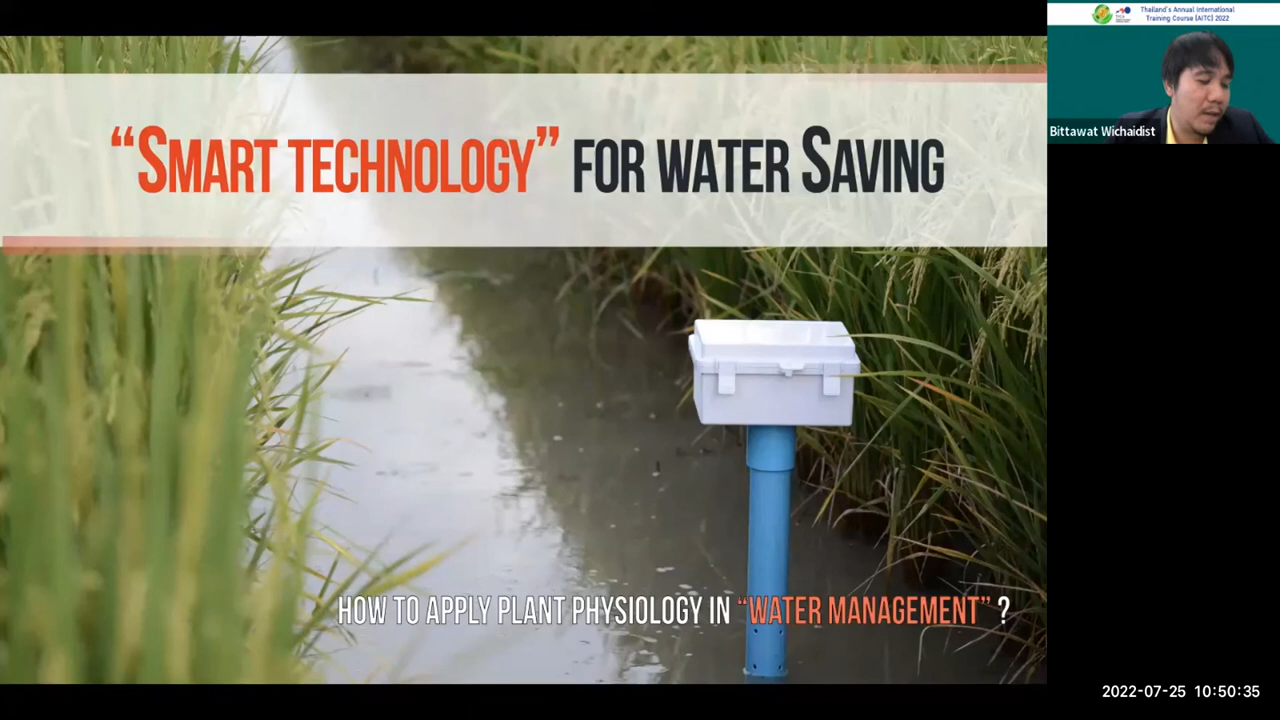 Thailand's Annual International
Training Course (AITC) 2022
"SMART TECHNOLOGY" FOR WATER SAVING
Bittawat Wichaidist
HOW TO APPLY PLANT PHYSIOLOGY IN "WATER MANAGEMENT" ?
2022-07-25 10:50:35